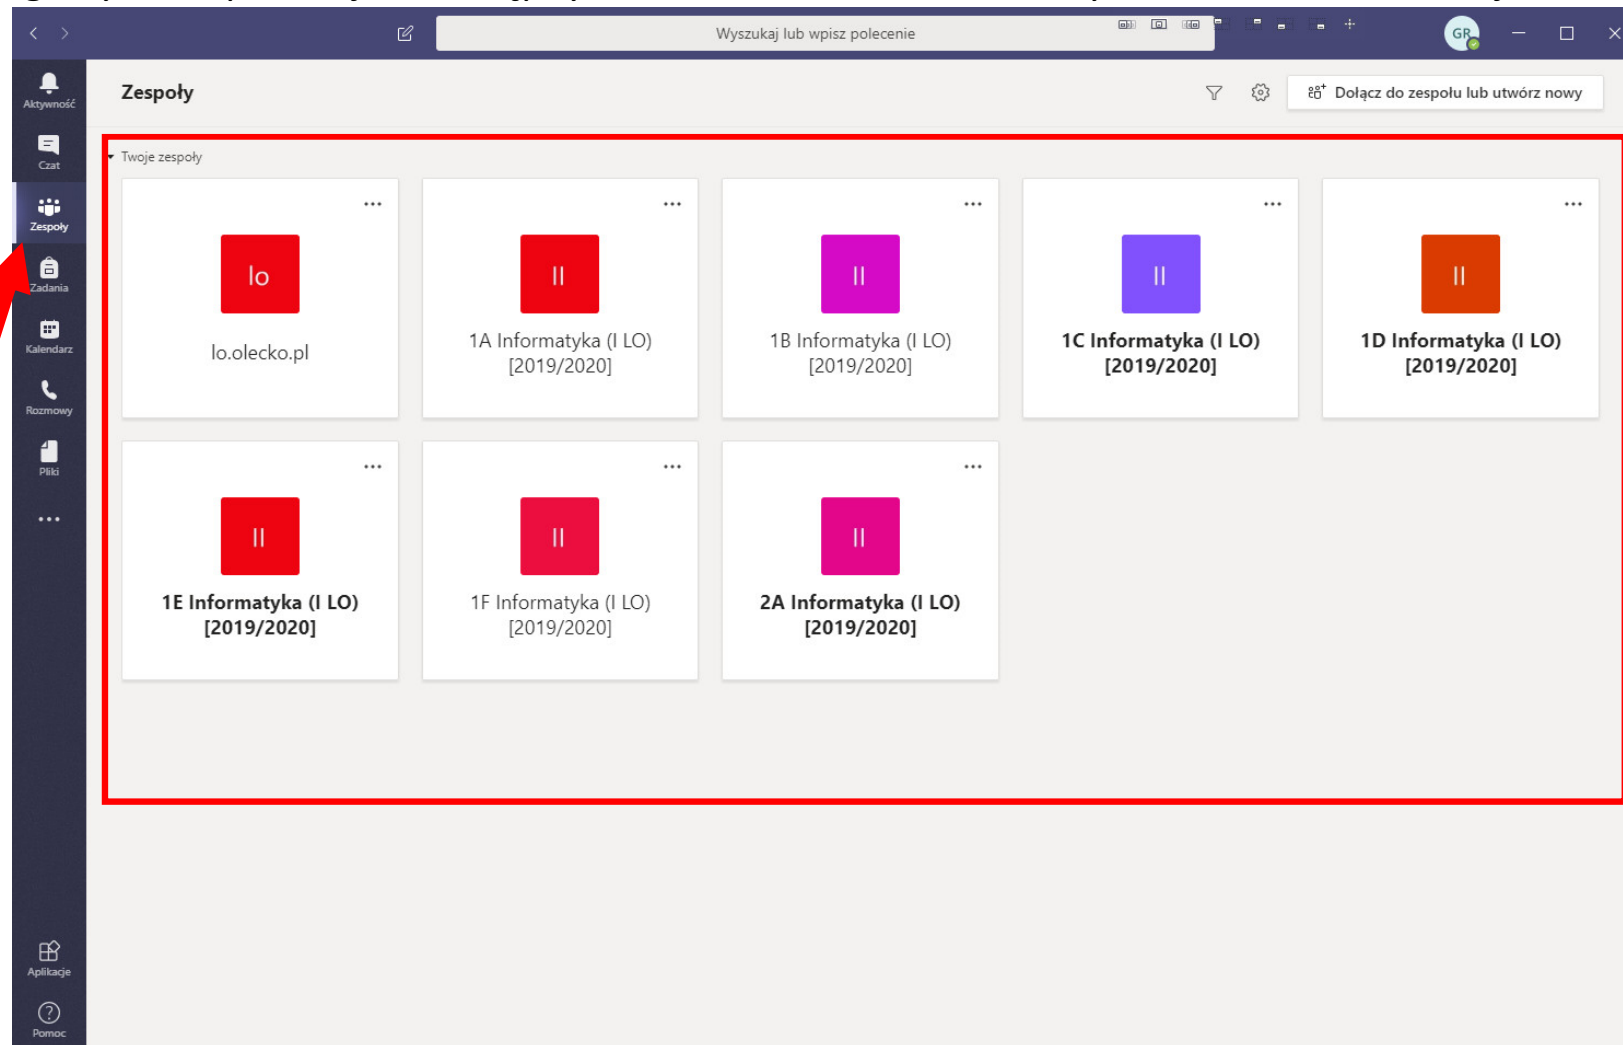 Wyszukaj lub wpisz polecenie
GR
Aktywność
Czat
Zespoły
Zadania
Kalendarz
Rozmowy
Pliki
Aplikacje
Pomoc
Zespoły
Dołącz do zespołu lub utwórz nowy
Twoje zespoły
lo
lo.olecko.pl
II
1A Informatyka (I LO)
[2019/2020]
II
1B Informatyka (I LO)
[2019/2020]
II
1C Informatyka (I LO)
[2019/2020]
II
1D Informatyka (I LO)
[2019/2020]
II
1E Informatyka (I LO)
[2019/2020]
II
1F Informatyka (I LO)
[2019/2020]
II
2A Informatyka (I LO)
[2019/2020]